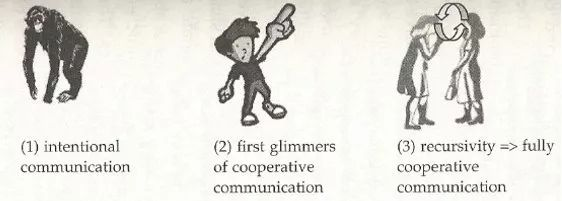 (1) intentional
communication
(2) first glimmers
of cooperative
communication
(3) recursivity => fully
cooperative
communication